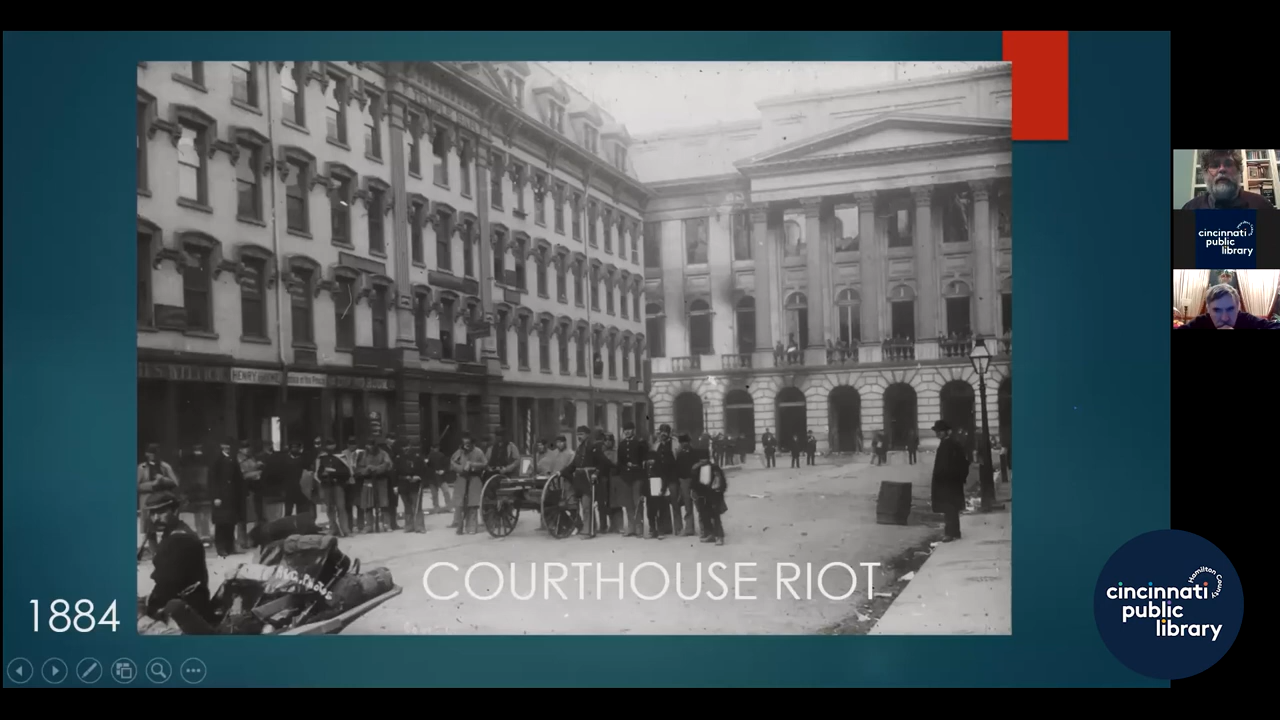 HENRY
COURTHOUSE RIOT
1884
cincinnati
public
library
cincinnati
public
library
Hamilton County